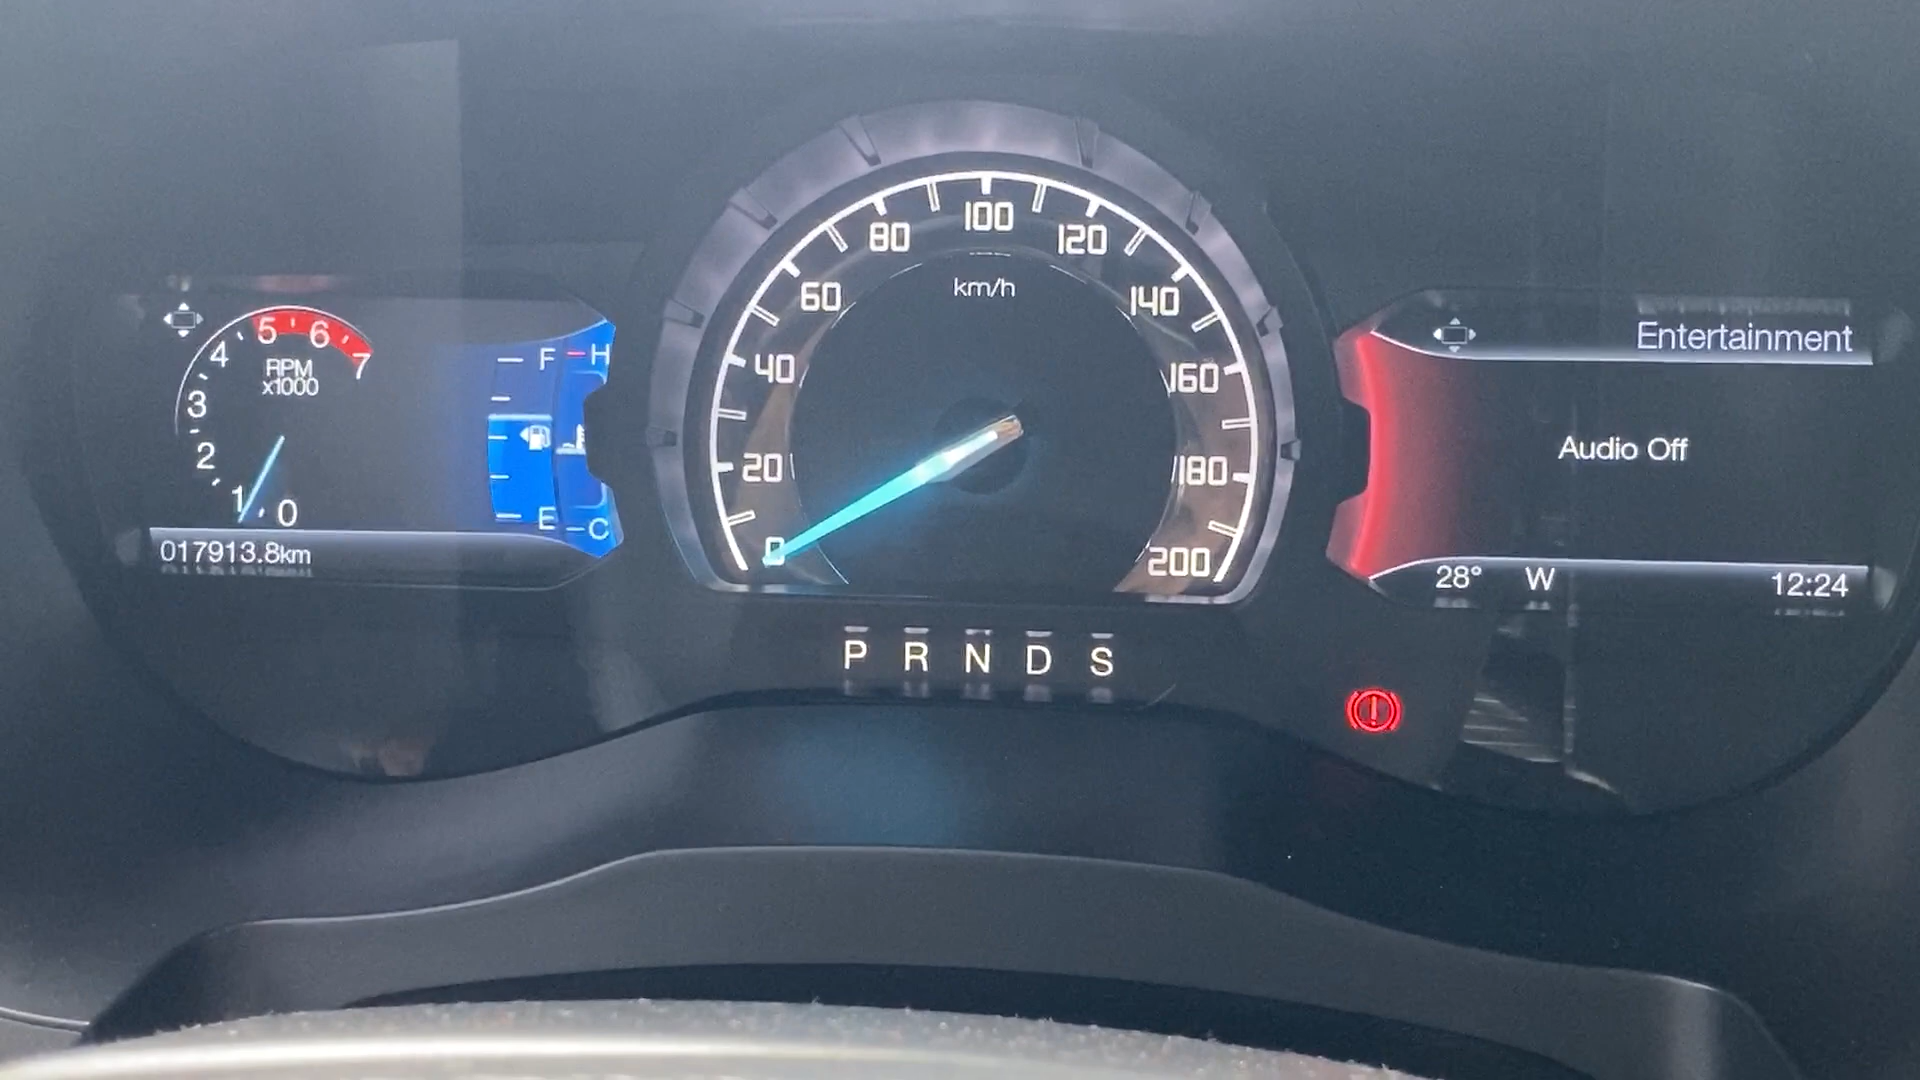 5 6
4 7
RPM
x1000
3
2
1 0
F H
E C
017913.8km
100
80 120
km/h
60 140
40 160
20 180
0 200
P R N D S
Entertainment
Audio Off
28° W 12:24